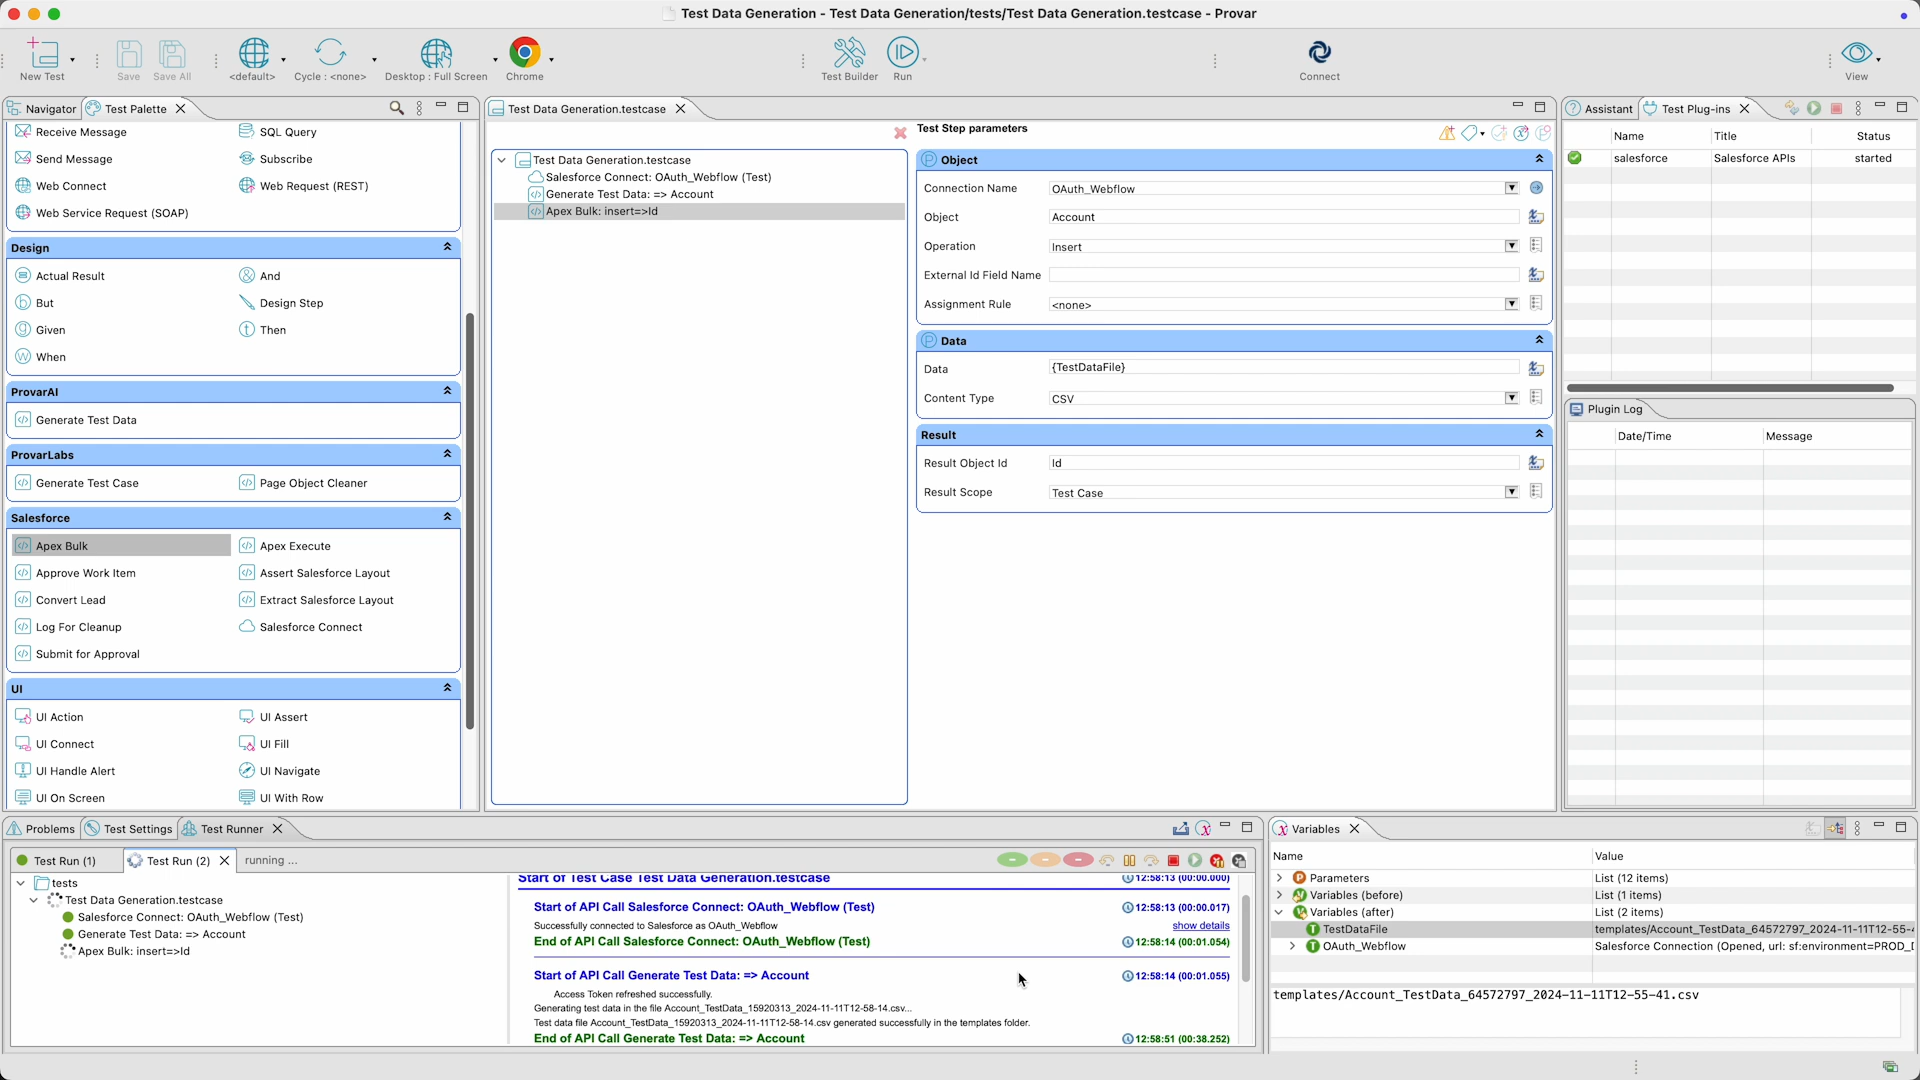 Test Data Generation - Test Data Generation/tests/Test Data Generation.testcase - Provar
New Test
Save
Save All
<default>
Cycle : <none>
Desktop : Full Screen
Chrome
Test Builder
Run
Connect
View
Navigator
Test Palette
Receive Message
SQL Query
Send Message
Subscribe
Web Connect
Web Request (REST)
Web Service Request (SOAP)
Design
Actual Result
And
But
Design Step
Given
Then
When
ProvarAI
Generate Test Data
ProvarLabs
Generate Test Case
Page Object Cleaner
Salesforce
Apex Bulk
Apex Execute
Approve Work Item
Assert Salesforce Layout
Convert Lead
Extract Salesforce Layout
Log For Cleanup
Salesforce Connect
Submit for Approval
UI
UI Action
UI Assert
UI Connect
UI Fill
UI Handle Alert
UI Navigate
UI On Screen
UI With Row
Test Data Generation.testcase
Test Data Generation.testcase
Salesforce Connect: OAuth_Webflow (Test)
Generate Test Data: => Account
Apex Bulk: insert=>Id
Test Step parameters
Object
Connection Name
OAuth_Webflow
Object
Account
Operation
Insert
External Id Field Name
Assignment Rule
<none>
Data
Data
{TestDataFile}
Content Type
CSV
Result
Result Object Id
Id
Result Scope
Test Case
Assistant
Test Plug-ins
Name
Title
Status
salesforce
Salesforce APIs
started
Plugin Log
Date/Time
Message
Problems
Test Settings
Test Runner
Test Run (1)
Test Run (2)
running ...
tests
Test Data Generation.testcase
Salesforce Connect: OAuth_Webflow (Test)
Generate Test Data: => Account
Apex Bulk: insert=>Id
Start of Test Case Test Data Generation.testcase
12:58:13 (00:00.000)
Start of API Call Salesforce Connect: OAuth_Webflow (Test)
12:58:13 (00:00.017)
Successfully connected to Salesforce as OAuth_Webflow
show details
End of API Call Salesforce Connect: OAuth_Webflow (Test)
12:58:14 (00:01.054)
Start of API Call Generate Test Data: => Account
12:58:14 (00:01.055)
Access Token refreshed successfully.
Generating test data in the file Account_TestData_15920313_2024-11-11T12-58-14.csv...
Test data file Account_TestData_15920313_2024-11-11T12-58-14.csv generated successfully in the templates folder.
End of API Call Generate Test Data: => Account
12:58:51 (00:38.252)
Variables
Name
Value
Parameters
List (12 items)
Variables (before)
List (1 items)
Variables (after)
List (2 items)
TestDataFile
templates/Account_TestData_64572797_2024-11-11T12-55-4
OAuth_Webflow
Salesforce Connection (Opened, url: sf:environment=PROD_
templates/Account_TestData_64572797_2024-11-11T12-55-41.csv